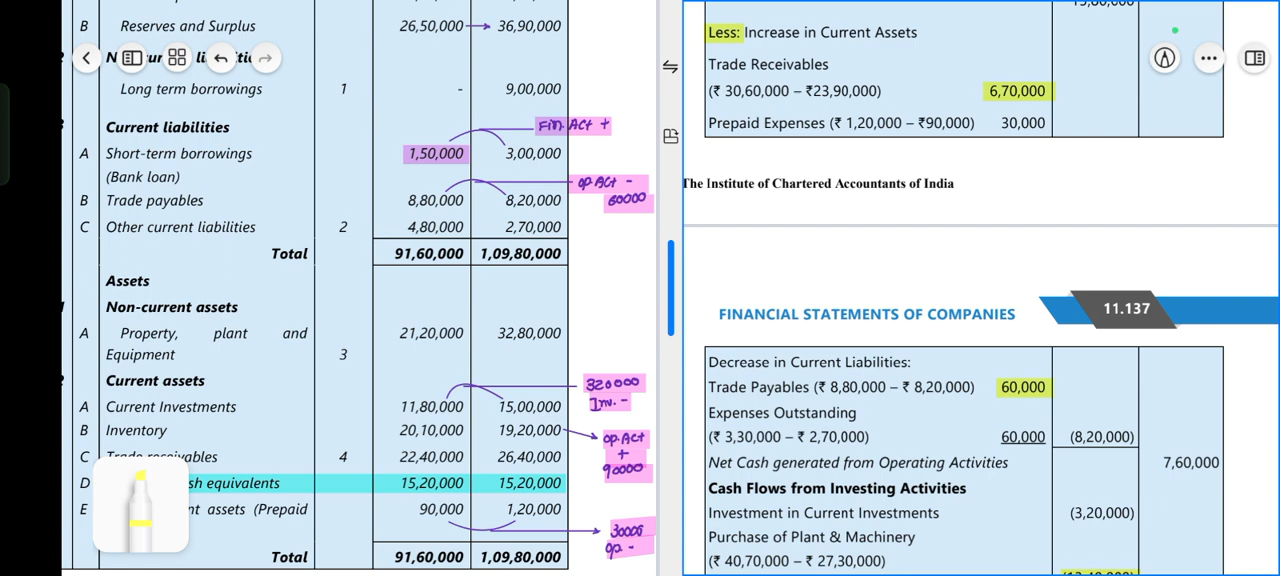 B Reserves and Surplus 26,50,000 36,90,000
Long term borrowings 1 - 9,00,000
Current liabilities
Fin. Act +
A Short-term borrowings 1,50,000 3,00,000
(Bank loan)
op. Act -
60000
B Trade payables 8,80,000 8,20,000
C Other current liabilities 2 4,80,000 2,70,000
Total 91,60,000 1,09,80,000
Assets
Non-current assets
A Property, plant and 21,20,000 32,80,000
Equipment 3
Current assets
320000
Inv. -
A Current Investments 11,80,000 15,00,000
B Inventory 20,10,000 19,20,000
op. Act
+
90000
C Trade receivables 4 22,40,000 26,40,000
D sh equivalents 15,20,000 15,20,000
E nt assets (Prepaid 90,000 1,20,000
30000
op. -
Total 91,60,000 1,09,80,000
Less: Increase in Current Assets
Trade Receivables
(₹ 30,60,000 – ₹23,90,000) 6,70,000
Prepaid Expenses (₹ 1,20,000 – ₹90,000) 30,000
The Institute of Chartered Accountants of India
FINANCIAL STATEMENTS OF COMPANIES 11.137
Decrease in Current Liabilities:
Trade Payables (₹ 8,80,000 – ₹ 8,20,000) 60,000
Expenses Outstanding
(₹ 3,30,000 – ₹ 2,70,000) 60,000 (8,20,000)
Net Cash generated from Operating Activities 7,60,000
Cash Flows from Investing Activities
Investment in Current Investments (3,20,000)
Purchase of Plant & Machinery
(₹ 40,70,000 – ₹ 27,30,000)